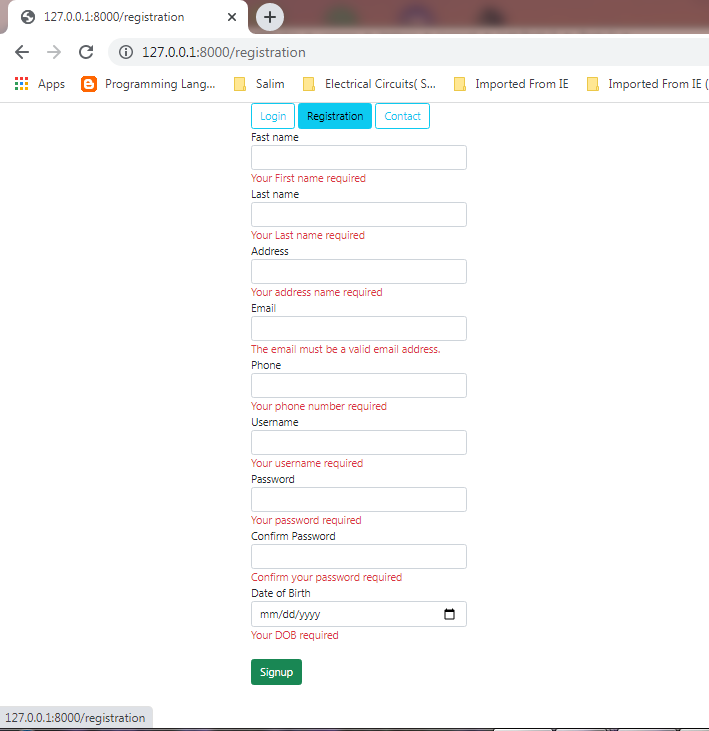 127.0.0.1:8000/registration
127.0.0.1:8000/registration
Apps Programming Lang... Salim Electrical Circuits( S... Imported From IE Imported From IE (
Login Registration Contact
Fast name
Your First name required
Last name
Your Last name required
Address
Your address name required
Email
The email must be a valid email address.
Phone
Your phone number required
Username
Your username required
Password
Your password required
Confirm Password
Confirm your password required
Date of Birth
mm/dd/yyyy
Your DOB required
Signup
127.0.0.1:8000/registration